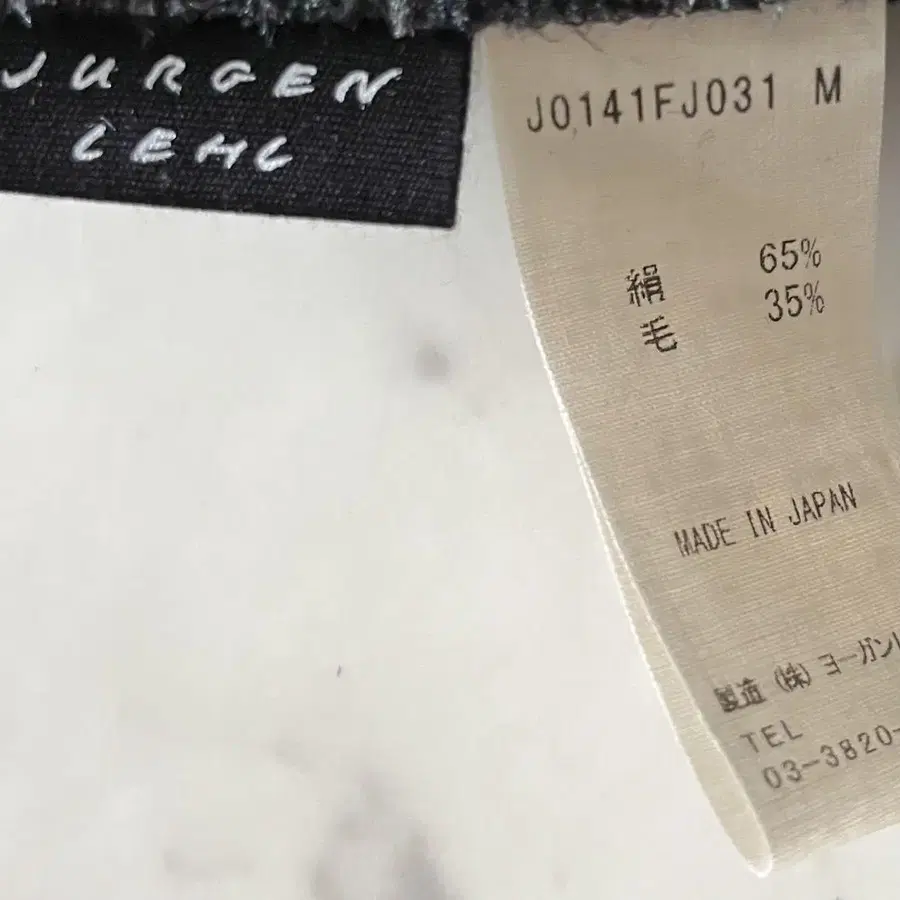 JURGEN
LEHL
J0141FJ031 M
絹 65%
毛 35%
MADE IN JAPAN
製造 (株) ヨーガン
TEL
03-3820-